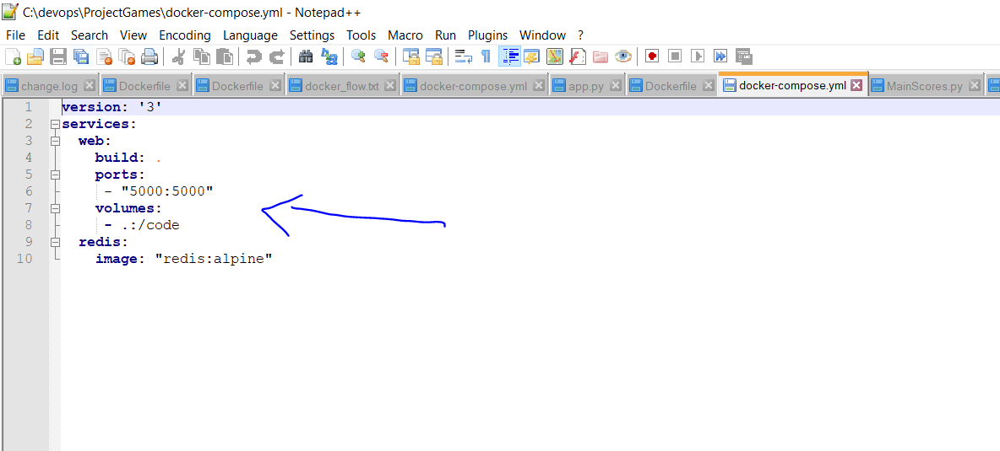 C:\devops\ProjectGames\docker-compose.yml - Notepad++
File Edit Search View Encoding Language Settings Tools Macro Run Plugins Window ?
change.log Dockerfile Dockerfile docker_flow.txt docker-compose.yml app.py Dockerfile docker-compose.yml MainScores.py
1 version: '3'
2 services:
3   web:
4     build: .
5     ports:
6      - "5000:5000"
7     volumes:
8      - .:/code
9   redis:
10     image: "redis:alpine"